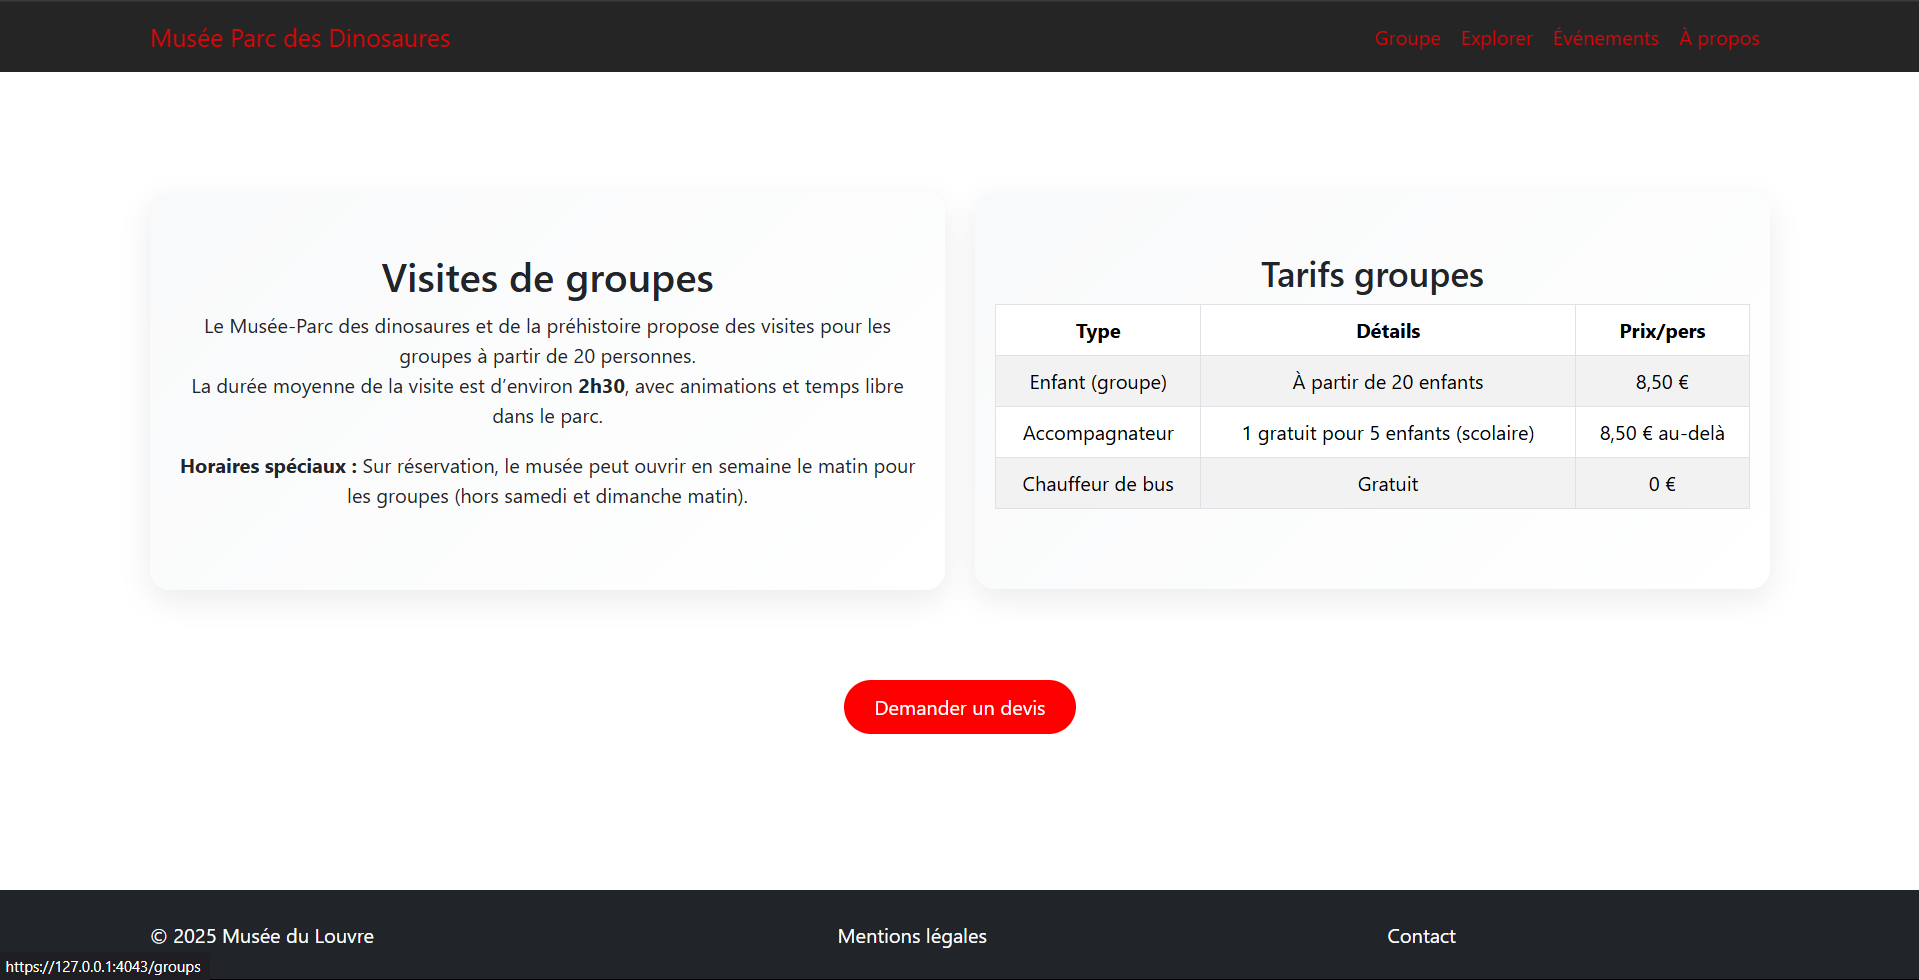 Musée Parc des Dinosaures
Groupe Explorer Événements À propos
Visites de groupes
Le Musée-Parc des dinosaures et de la préhistoire propose des visites pour les
groupes à partir de 20 personnes.
La durée moyenne de la visite est d’environ 2h30, avec animations et temps libre
dans le parc.
Horaires spéciaux : Sur réservation, le musée peut ouvrir en semaine le matin pour
les groupes (hors samedi et dimanche matin).
Tarifs groupes
Type Détails Prix/pers
Enfant (groupe) À partir de 20 enfants 8,50 €
Accompagnateur 1 gratuit pour 5 enfants (scolaire) 8,50 € au-delà
Chauffeur de bus Gratuit 0 €
Demander un devis
© 2025 Musée du Louvre Mentions légales Contact
https://127.0.0.1:4043/groups